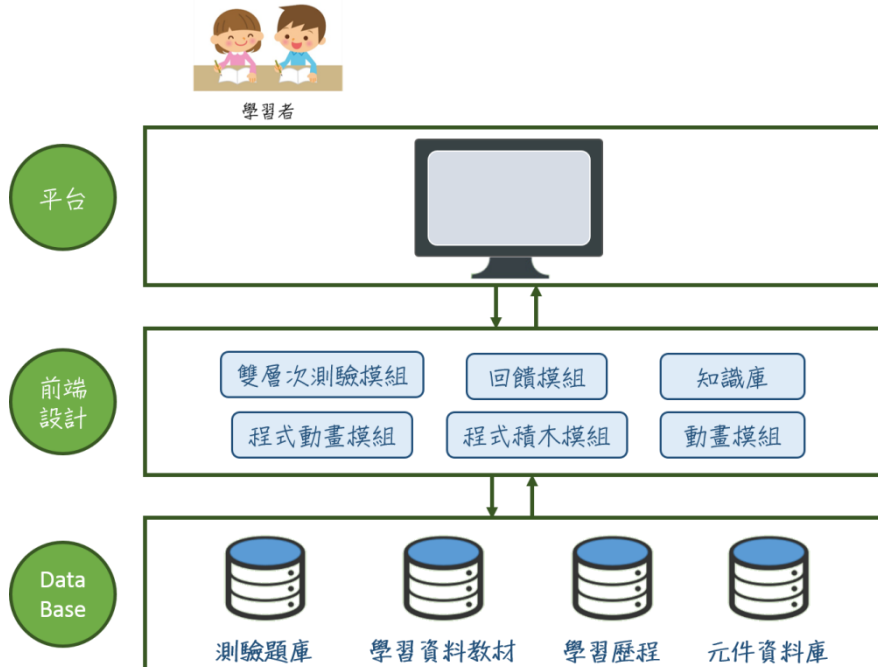 學習者
平台
前端
設計
雙層次測驗模組
回饋模組
知識庫
程式動畫模組
程式積木模組
動畫模組
Data
Base
測驗題庫
學習資料教材
學習歷程
元件資料庫